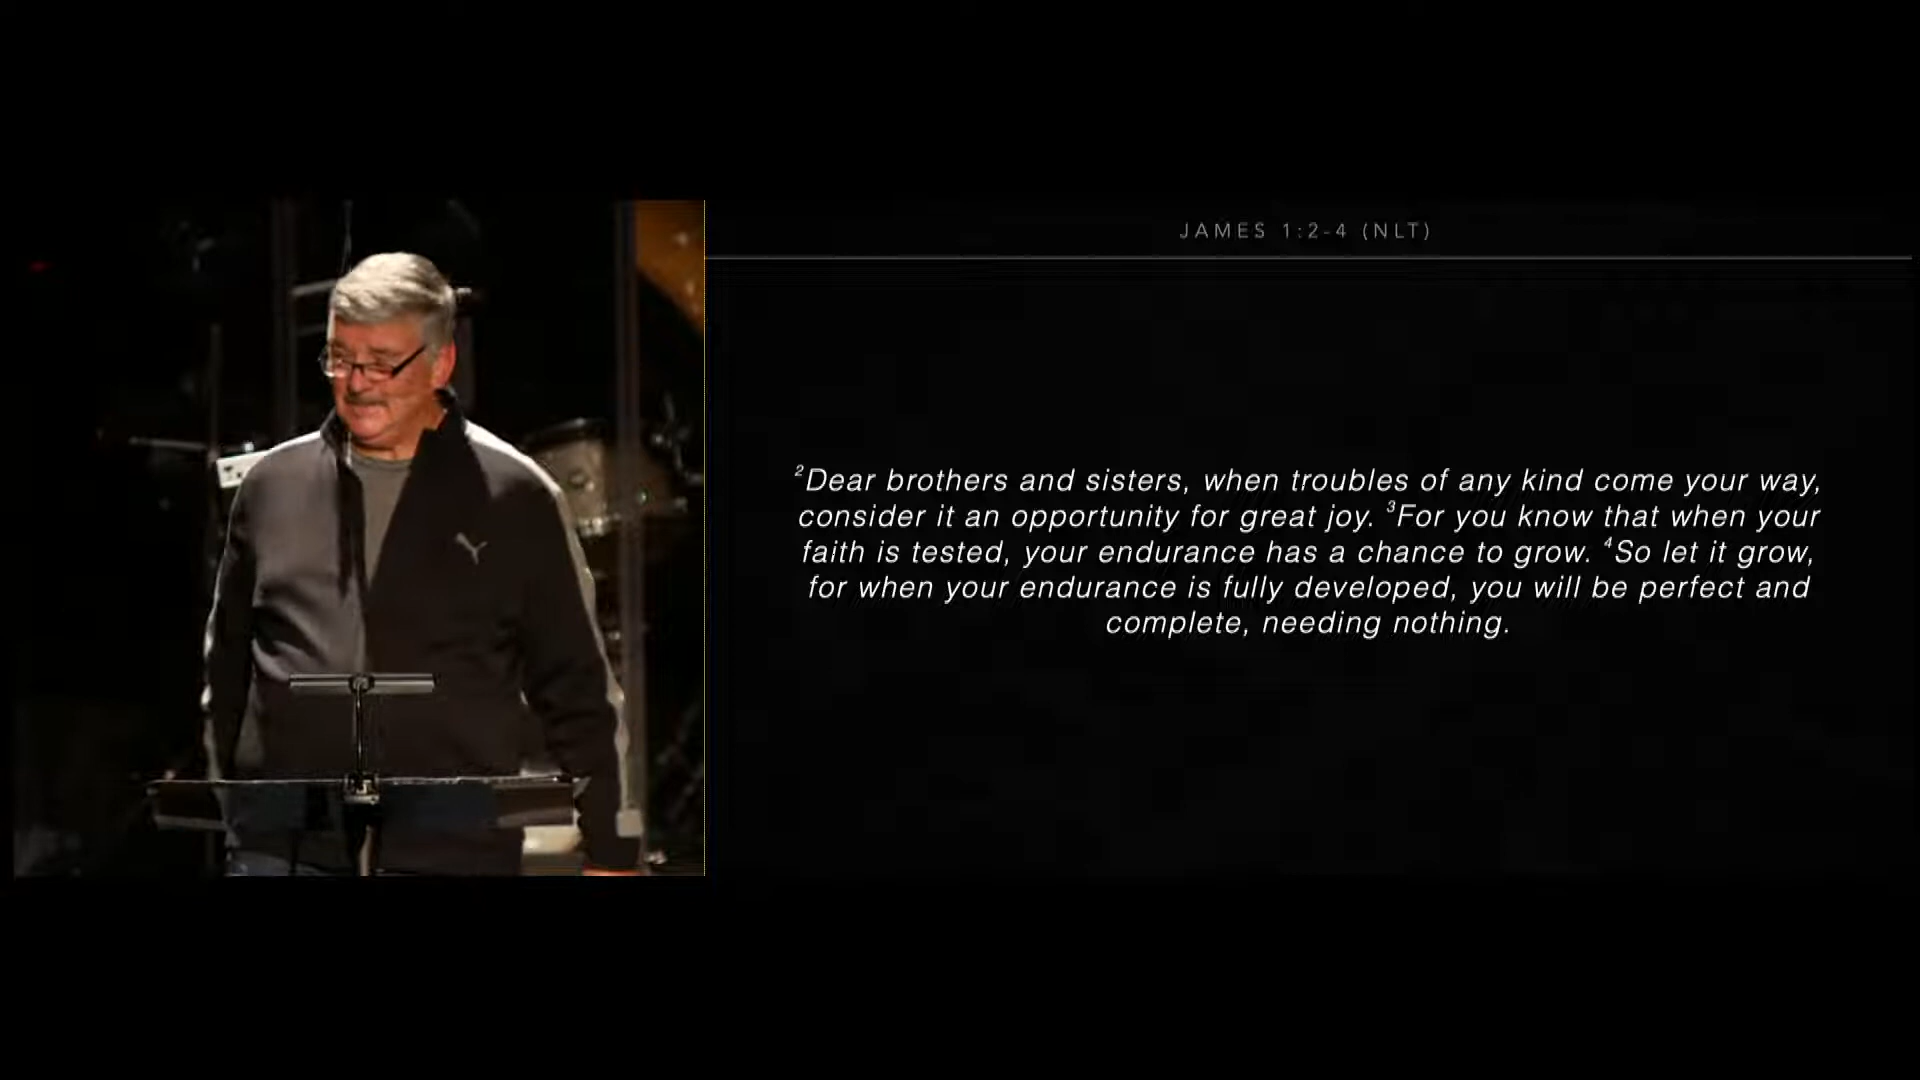 JAMES 1:2-4 (NLT)
²Dear brothers and sisters, when troubles of any kind come your way,
consider it an opportunity for great joy. ³For you know that when your
faith is tested, your endurance has a chance to grow. ⁴So let it grow,
for when your endurance is fully developed, you will be perfect and
complete, needing nothing.